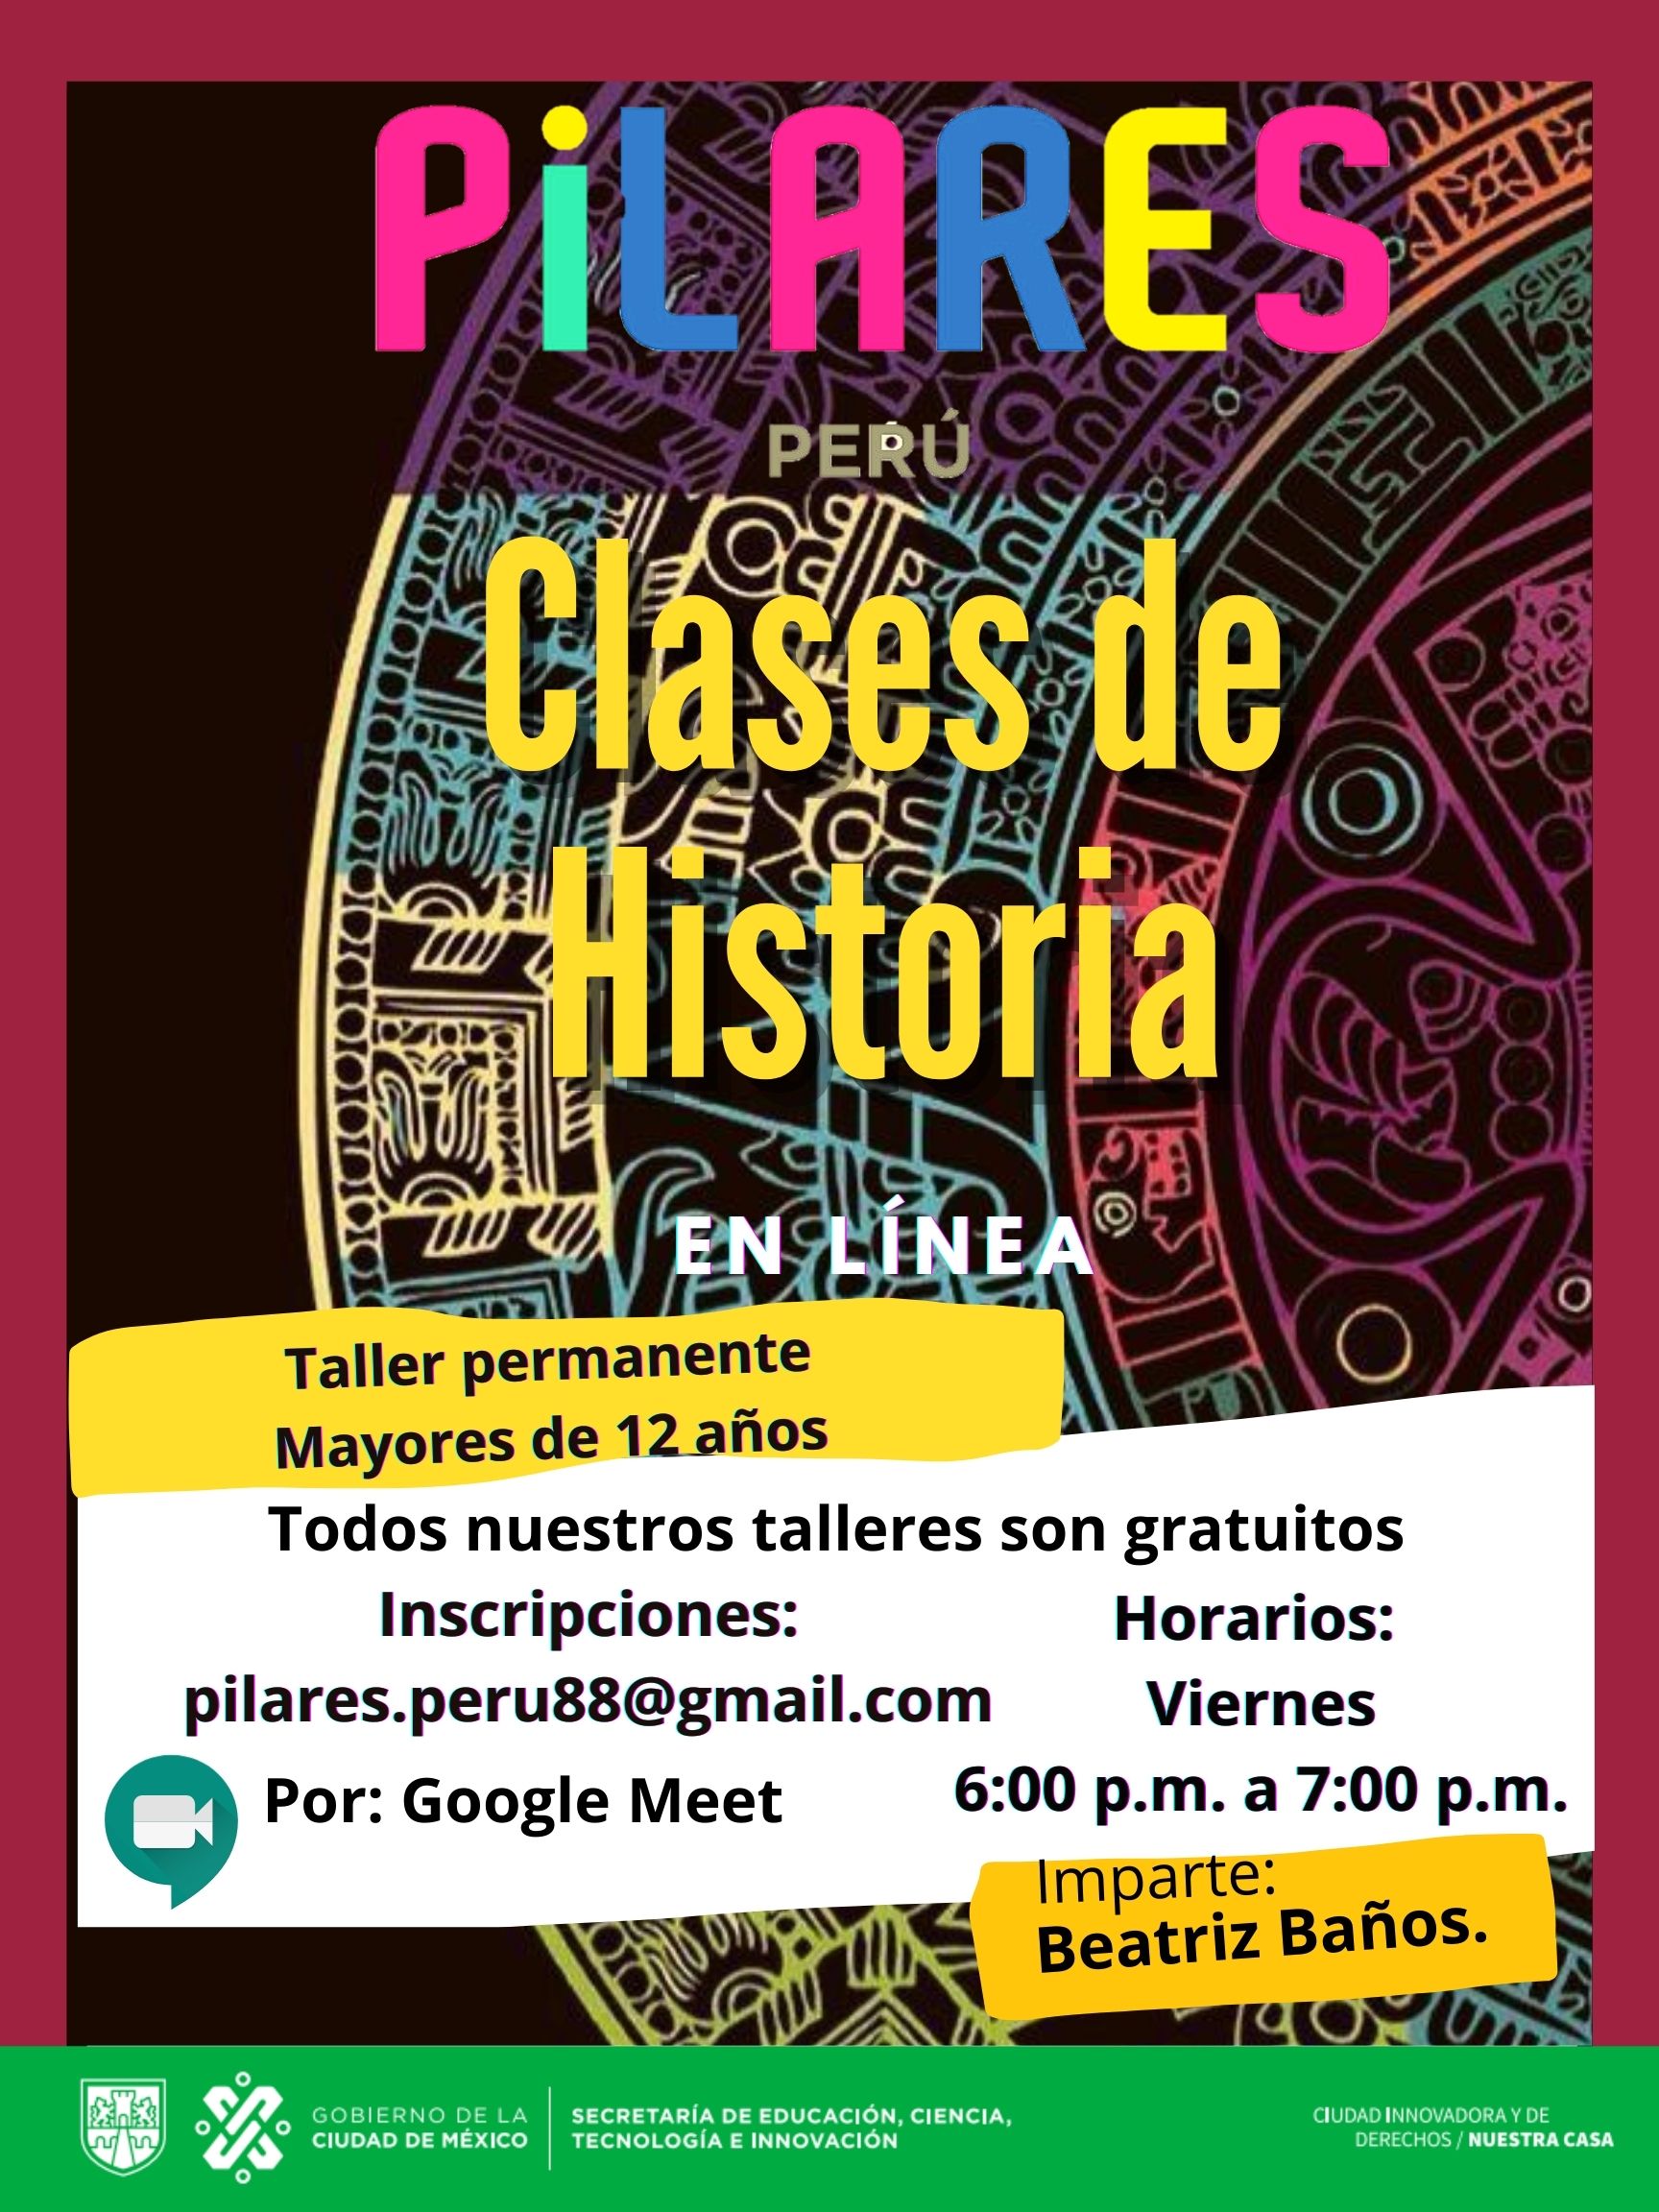 PiLARES
PERÚ
Clases de
Historia
EN LÍNEA
Taller permanente
Mayores de 12 años
Todos nuestros talleres son gratuitos
Inscripciones:
pilares.peru88@gmail.com
Por: Google Meet
Horarios:
Viernes
6:00 p.m. a 7:00 p.m.
Imparte:
Beatriz Baños.
GOBIERNO DE LA
CIUDAD DE MÉXICO
SECRETARÍA DE EDUCACIÓN, CIENCIA,
TECNOLOGÍA E INNOVACIÓN
CIUDAD INNOVADORA Y DE
DERECHOS / NUESTRA CASA